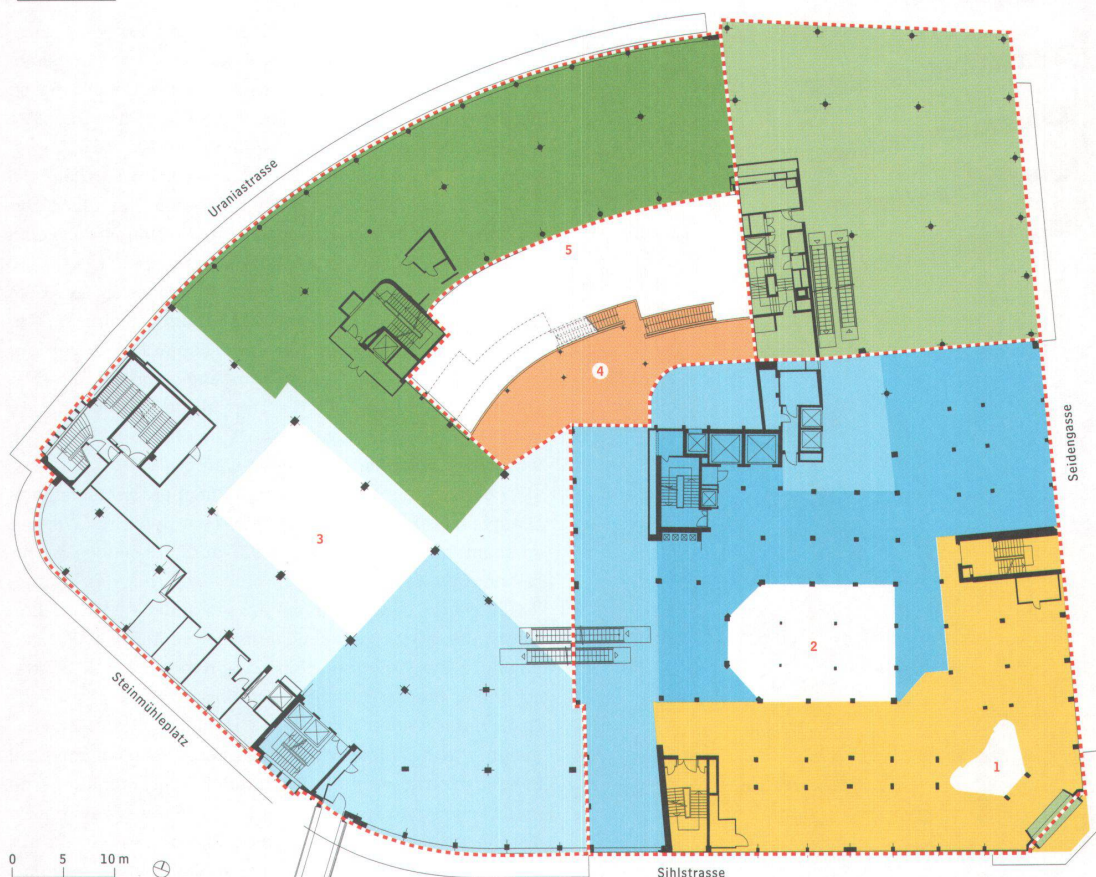 Uraniastrasse
5
4
Seidengasse
3
2
Steinmühleplatz
1
0 5 10 m
Sihlstrasse